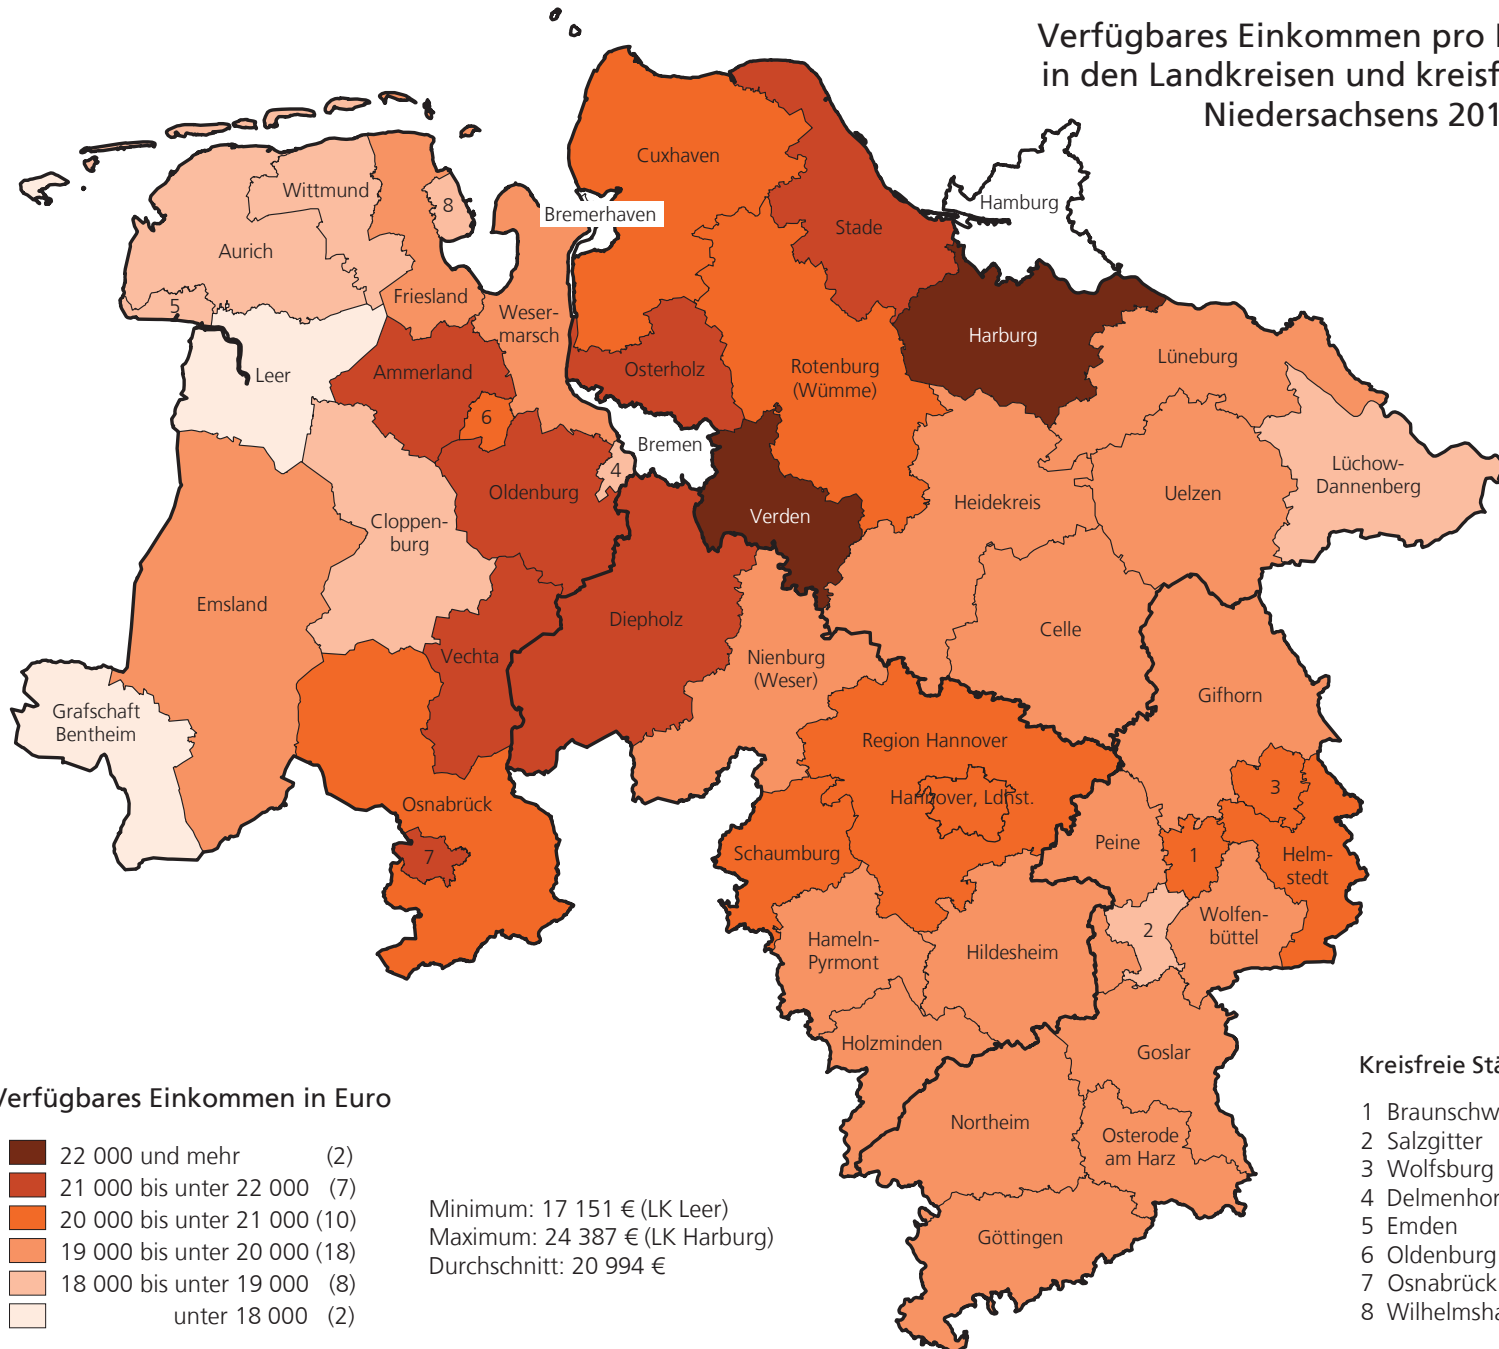 Verfügbares Einkommen pro
in den Landkreisen und
Niedersachsens
Cuxhaven
Wittmund
8
Bremerhaven
Hamburg
Stade
Aurich
Friesland
5
Weser-
marsch
Harburg
Lüneburg
Leer
Ammerland
Osterholz
Rotenburg
(Wümme)
6
Bremen
4
Lüchow-
Dannenberg
Oldenburg
Verden
Heidekreis
Uelzen
Cloppen-
burg
Emsland
Diepholz
Celle
Vechta
Nienburg
(Weser)
Gifhorn
Grafschaft
Bentheim
Region Hannover
Hannover, Ldhst.
3
Osnabrück
Peine
7
Schaumburg
1
Helm-
stedt
Wolfen-
büttel
2
Hameln-
Pyrmont
Hildesheim
Holzminden
Goslar
Northeim
Osterode
am Harz
Göttingen
Verfügbares Einkommen in Euro
22 000 und mehr (2)
21 000 bis unter 22 000 (7)
20 000 bis unter 21 000 (10)
19 000 bis unter 20 000 (18)
18 000 bis unter 19 000 (8)
unter 18 000 (2)
Minimum: 17 151 € (LK Leer)
Maximum: 24 387 € (LK Harburg)
Durchschnitt: 20 994 €
Kreisfreie
1
2 Salzgitter
3 Wolfsburg
4
5 Emden
6 Oldenburg
7 Osnabrück
8